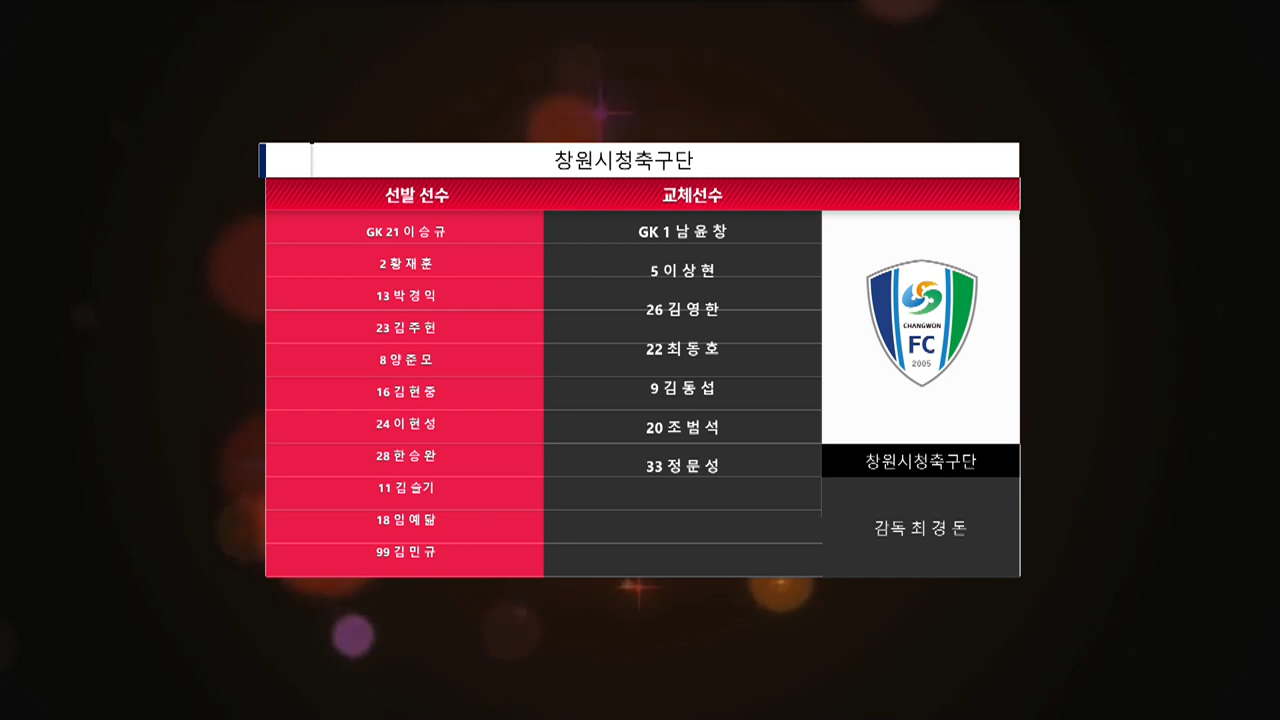 창원시청축구단
선발 선수
교체선수
GK 21 이 승 규
2 황 재 훈
13 박 경 익
23 김 주 헌
8 양 준 모
16 김 현 중
24 이 현 성
28 한 승 완
11 김 슬기
18 임 예 닮
99 김 민 규
GK 1 남 윤 창
5 이 상 현
26 김 영 한
22 최 동 호
9 김 동 섭
20 조 범 석
33 정 문 성
CHANGWON
FC
2005
창원시청축구단
감독 최 경 돈